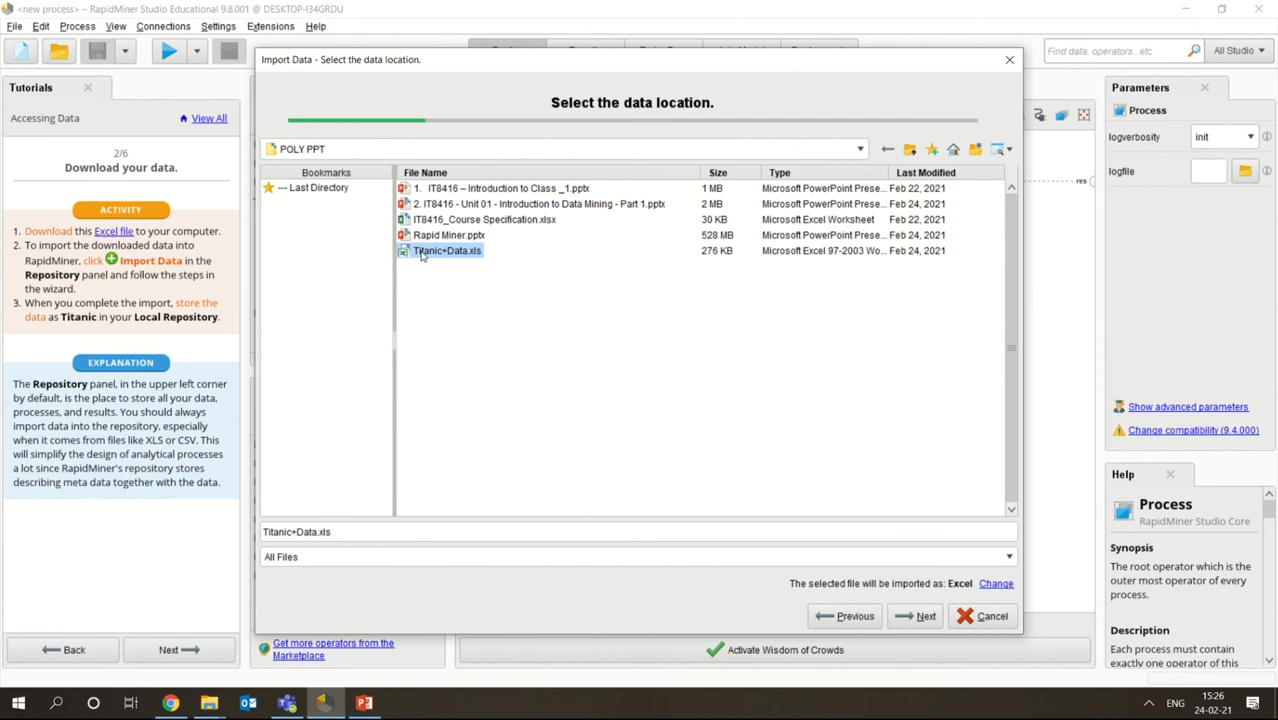 <new process> – RapidMiner Studio Educational 9.8.001 @ DESKTOP-I34GRDU
File Edit Process View Connections Settings Extensions Help
Find data, operators...etc
All Studio
Tutorials
Accessing Data
View All
2/6
Download your data.
ACTIVITY
1. Download this Excel file to your computer.
2. To import the downloaded data into
RapidMiner, click Import Data in the
Repository panel and follow the steps in
the wizard.
3. When you complete the import, store the
data as Titanic in your Local Repository.
EXPLANATION
The Repository panel, in the upper left corner
by default, is the place to store all your data,
processes, and results. You should always
import data into the repository, especially
when it comes from files like XLS or CSV. This
will simplify the design of analytical processes
a lot since RapidMiner's repository stores
describing meta data together with the data.
Back
Next
Import Data - Select the data location.
Select the data location.
POLY PPT
Bookmarks
--- Last Directory
File Name Size Type Last Modified
1. IT8416 – Introduction to Class _1.pptx 1 MB Microsoft PowerPoint Prese... Feb 22, 2021
2. IT8416 - Unit 01 - Introduction to Data Mining - Part 1.pptx 2 MB Microsoft PowerPoint Prese... Feb 24, 2021
IT8416_Course Specification.xlsx 30 KB Microsoft Excel Worksheet Feb 22, 2021
Rapid Miner.pptx 528 MB Microsoft PowerPoint Prese... Feb 24, 2021
Titanic+Data.xls 276 KB Microsoft Excel 97-2003 Wo... Feb 24, 2021
Titanic+Data.xls
All Files
The selected file will be imported as: Excel Change
Previous
Next
Cancel
Get more operators from the
Marketplace
Activate Wisdom of Crowds
res
Parameters
Process
logverbosity init
logfile
Show advanced parameters
Change compatibility (9.4.000)
Help
Process
RapidMiner Studio Core
Synopsis
The root operator which is the
outer most operator of every
process.
Description
Each process must contain
exactly one operator of this
ENG
15:26
24-02-21